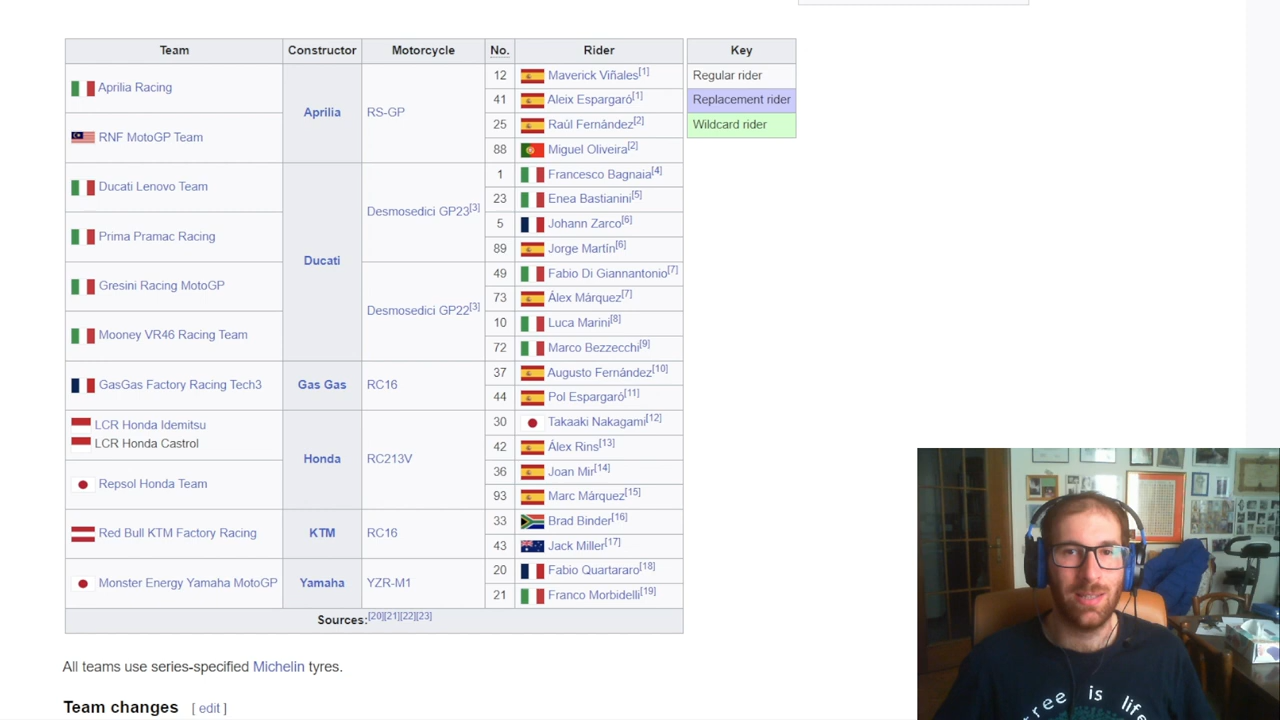 Team Constructor Motorcycle No. Rider Key
Aprilia Racing Aprilia RS-GP 12 Maverick Viñales[1] Regular rider
41 Aleix Espargaró[1] Replacement rider
RNF MotoGP Team 25 Raúl Fernández[2] Wildcard rider
88 Miguel Oliveira[2]
Ducati Lenovo Team Ducati Desmosedici GP23[3] 1 Francesco Bagnaia[4]
23 Enea Bastianini[5]
Prima Pramac Racing 5 Johann Zarco[6]
89 Jorge Martín[6]
Gresini Racing MotoGP Desmosedici GP22[3] 49 Fabio Di Giannantonio[7]
73 Álex Márquez[7]
Mooney VR46 Racing Team 10 Luca Marini[8]
72 Marco Bezzecchi[9]
GasGas Factory Racing Tech3 Gas Gas RC16 37 Augusto Fernández[10]
44 Pol Espargaró[11]
LCR Honda Idemitsu Honda RC213V 30 Takaaki Nakagami[12]
LCR Honda Castrol 42 Álex Rins[13]
Repsol Honda Team 36 Joan Mir[14]
93 Marc Márquez[15]
Red Bull KTM Factory Racing KTM RC16 33 Brad Binder[16]
43 Jack Miller[17]
Monster Energy Yamaha MotoGP Yamaha YZR-M1 20 Fabio Quartararo[18]
21 Franco Morbidelli[19]
Sources:[20][21][22][23]
All teams use series-specified Michelin tyres.
Team changes [ edit ]
tree is life